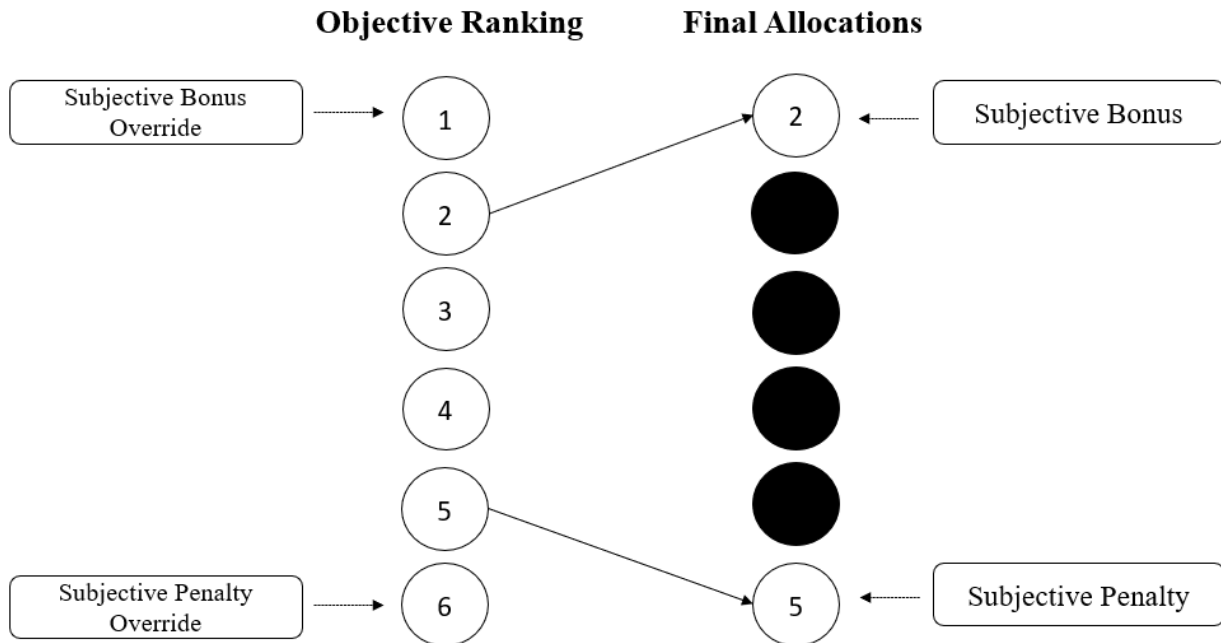 Objective Ranking
Final Allocations
Subjective Bonus
Override
1
2
Subjective Bonus
2
3
4
5
Subjective Penalty
Override
6
5
Subjective Penalty